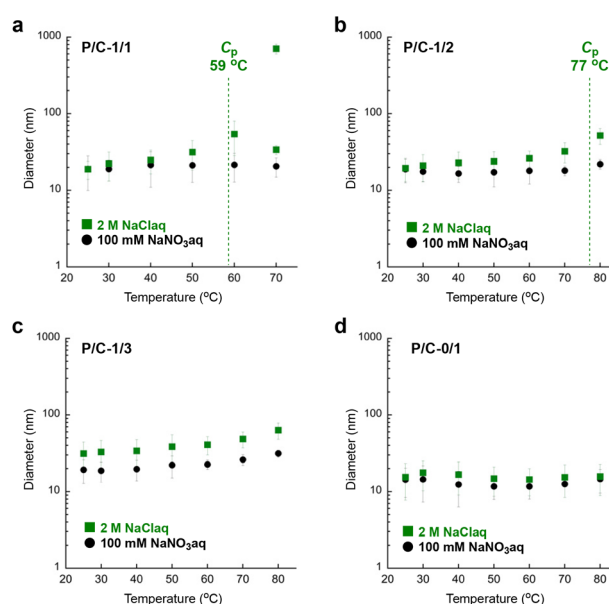 a
P/C-1/1
Cp
59 °C
Diameter (nm)
1000
100
10
1
2 M NaClaq
100 mM NaNO3aq
20 30 40 50 60 70
Temperature (°C)
b
P/C-1/2
Cp
77 °C
Diameter (nm)
1000
100
10
1
2 M NaClaq
100 mM NaNO3aq
20 30 40 50 60 70 80
Temperature (°C)
c
P/C-1/3
Diameter (nm)
1000
100
10
1
2 M NaClaq
100 mM NaNO3aq
20 30 40 50 60 70 80
Temperature (°C)
d
P/C-0/1
Diameter (nm)
1000
100
10
1
2 M NaClaq
100 mM NaNO3aq
20 30 40 50 60 70 80
Temperature (°C)